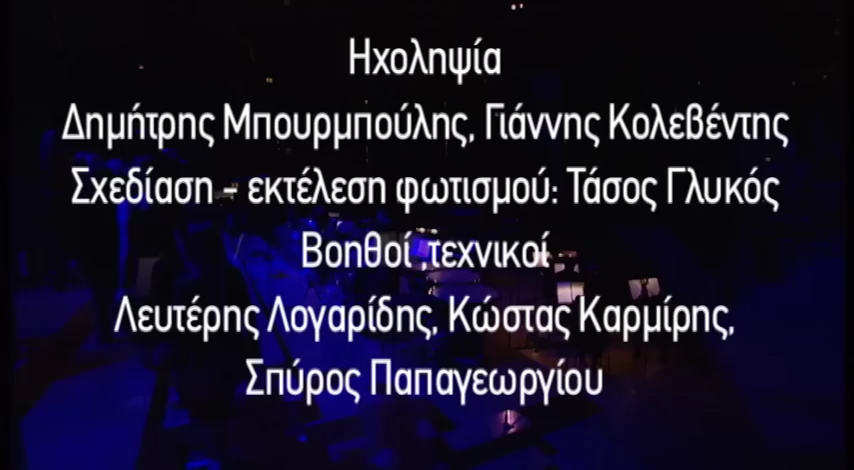 Ηχοληψία
Δημήτρης Μπουρμπούλης, Γιάννης Κολεβέντης
Σχεδίαση - εκτέλεση φωτισμού: Τάσος Γλυκός
Βοηθοί ,τεχνικοί
Λευτέρης Λογαρίδης, Κώστας Καρμίρης,
Σπύρος Παπαγεωργίου